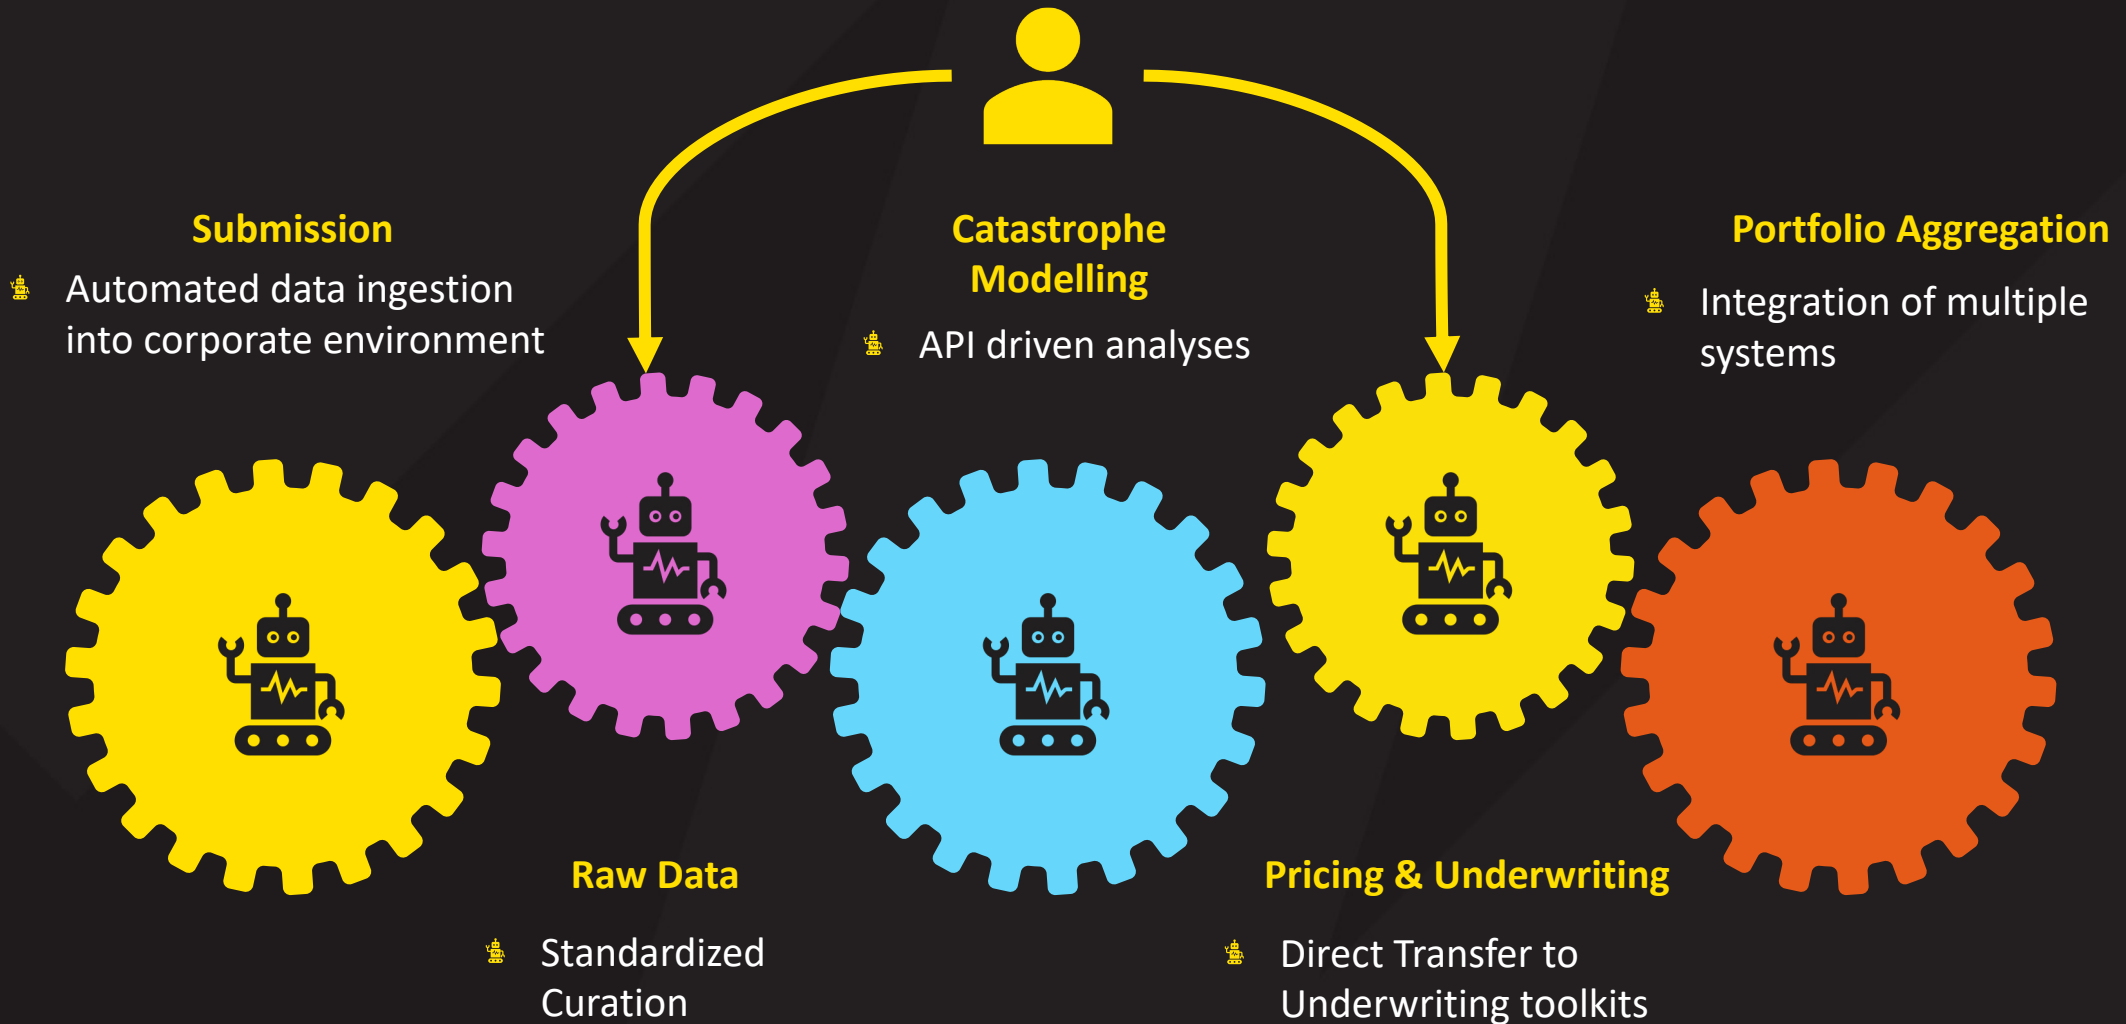 Submission
Automated data ingestion
into corporate environment
Catastrophe
Modelling
API driven analyses
Portfolio Aggregation
Integration of multiple
systems
Raw Data
Standardized
Curation
Pricing & Underwriting
Direct Transfer to
Underwriting toolkits